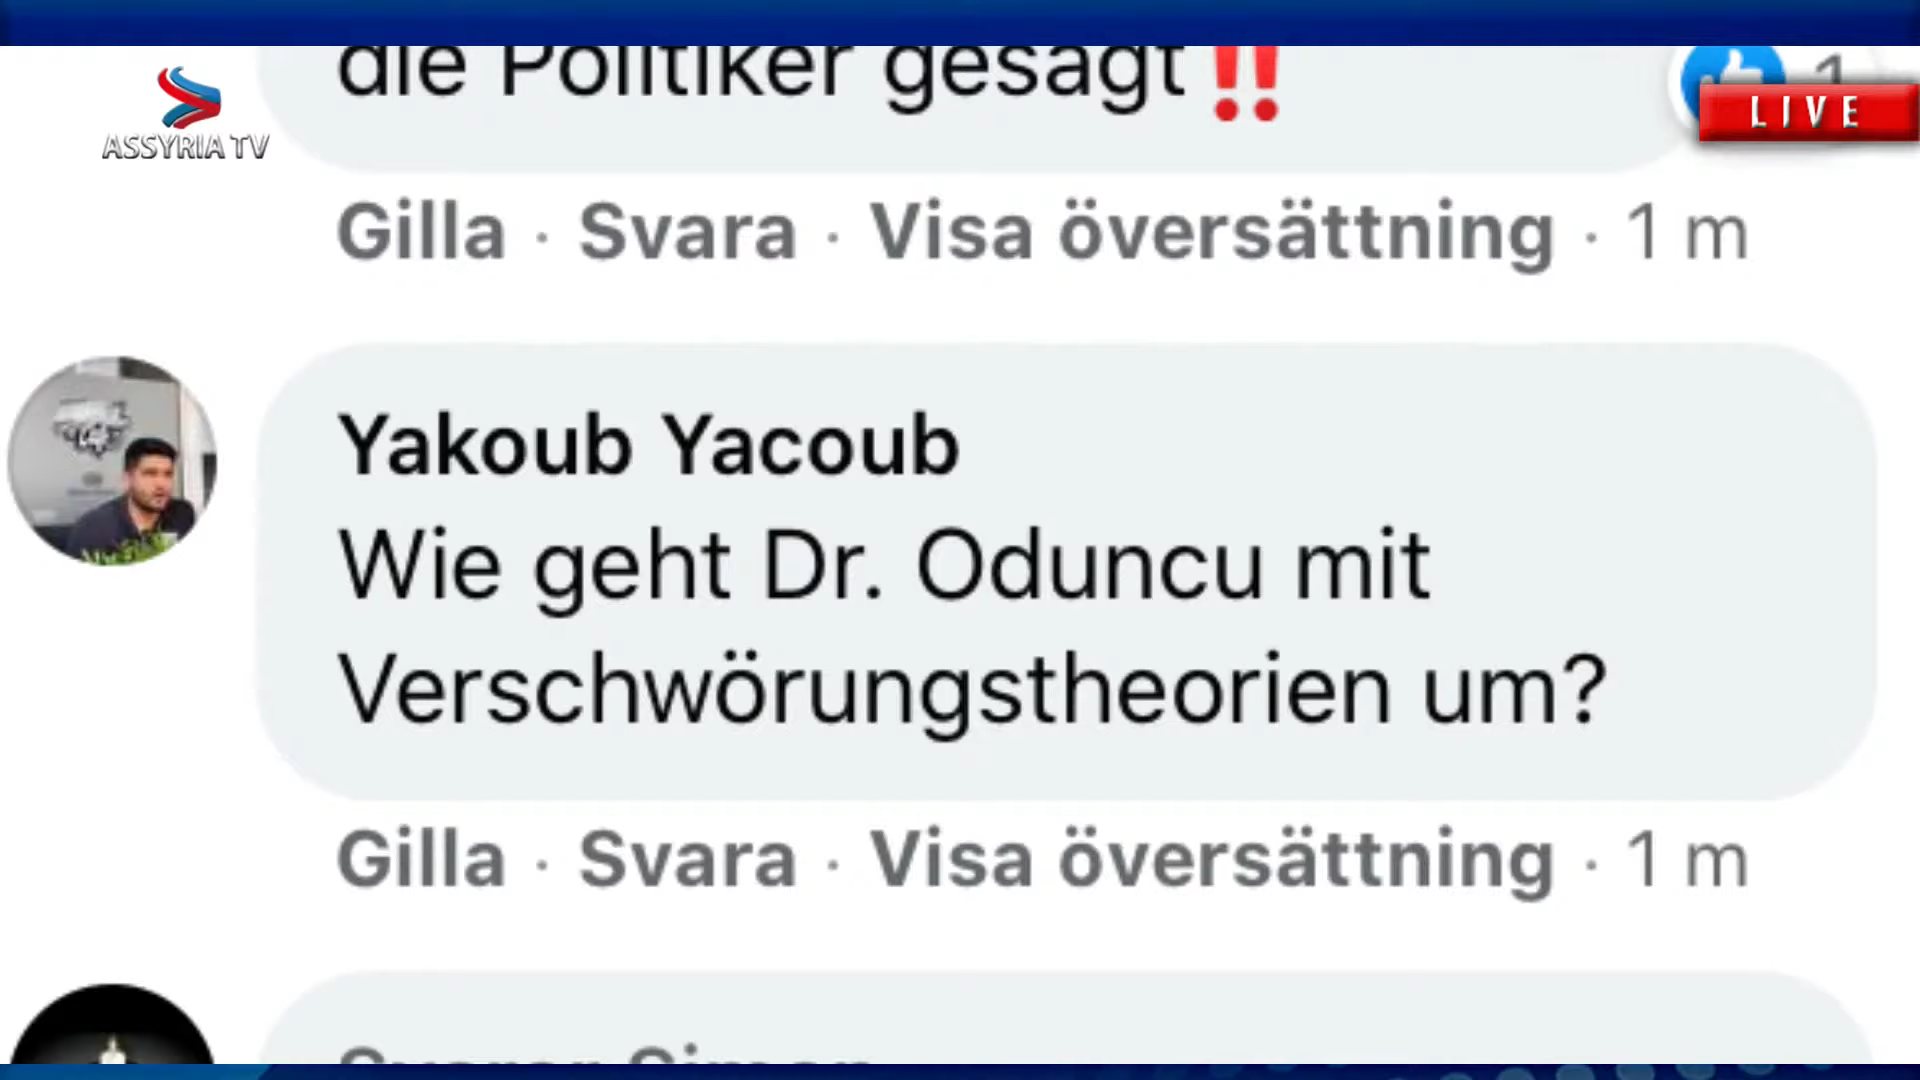 die Politiker gesagt‼
1
LIVE
ASSYRIA TV
Gilla · Svara · Visa översättning · 1 m
Yakoub Yacoub
Wie geht Dr. Oduncu mit
Verschwörungstheorien um?
Gilla · Svara · Visa översättning · 1 m